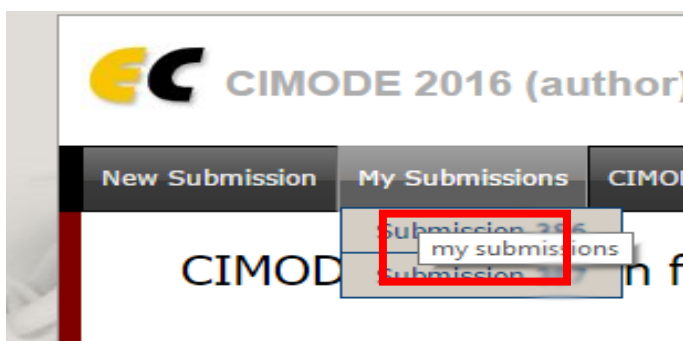 EC CIMODE 2016 (author)
New Submission My Submissions CIMO
Submission 386
my submissions
Submission
CIMOD n f